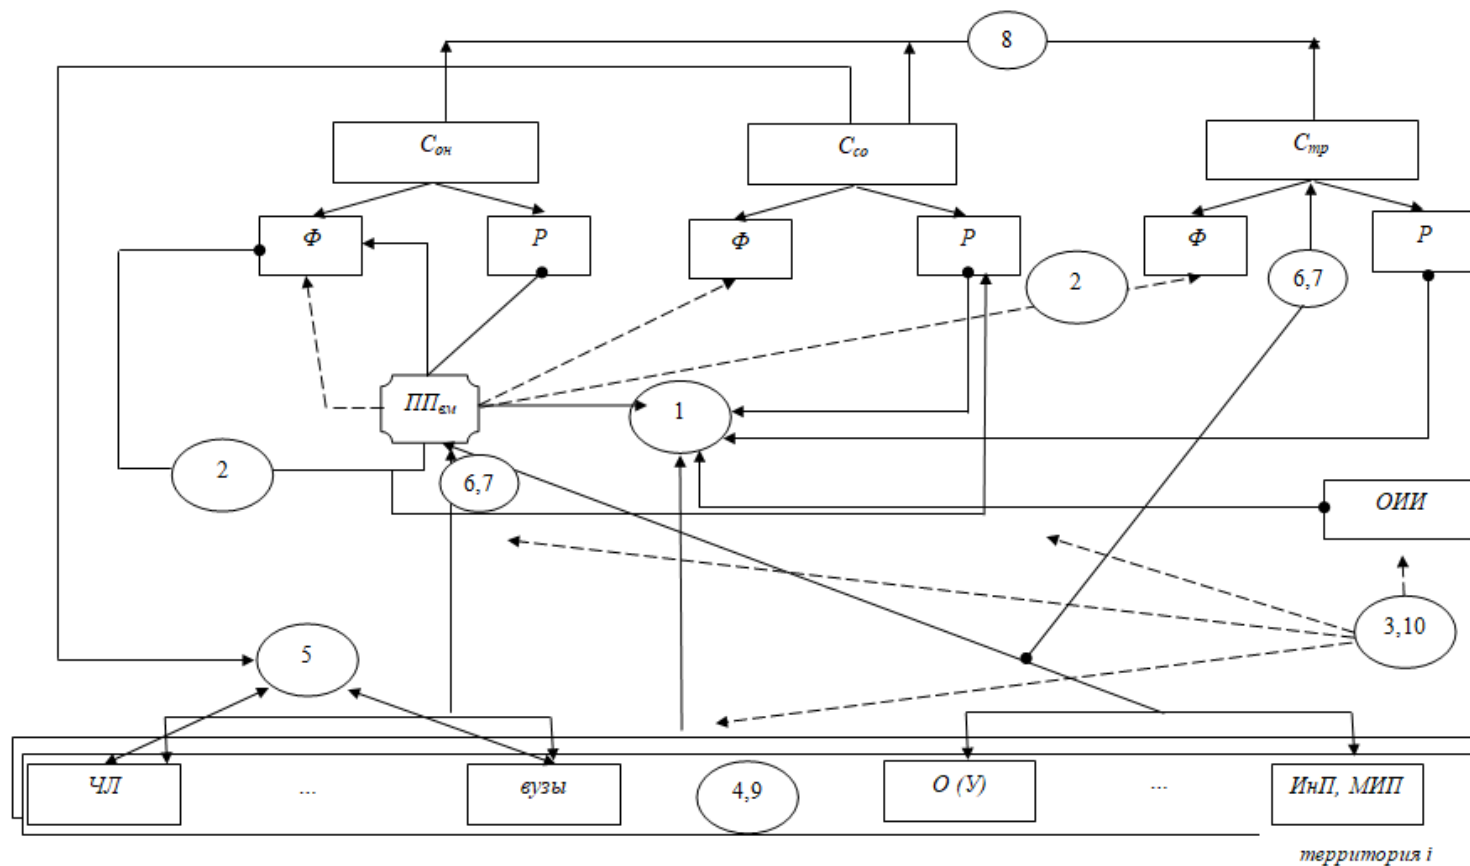 8
Сон
Ссо
Стр
Ф
Р
Ф
Р
Ф
Р
2
6,7
ППвм
1
2
6,7
ОИИ
3,10
5
ЧЛ
...
вузы
4,9
О (У)
...
ИнП, МИП
территория i